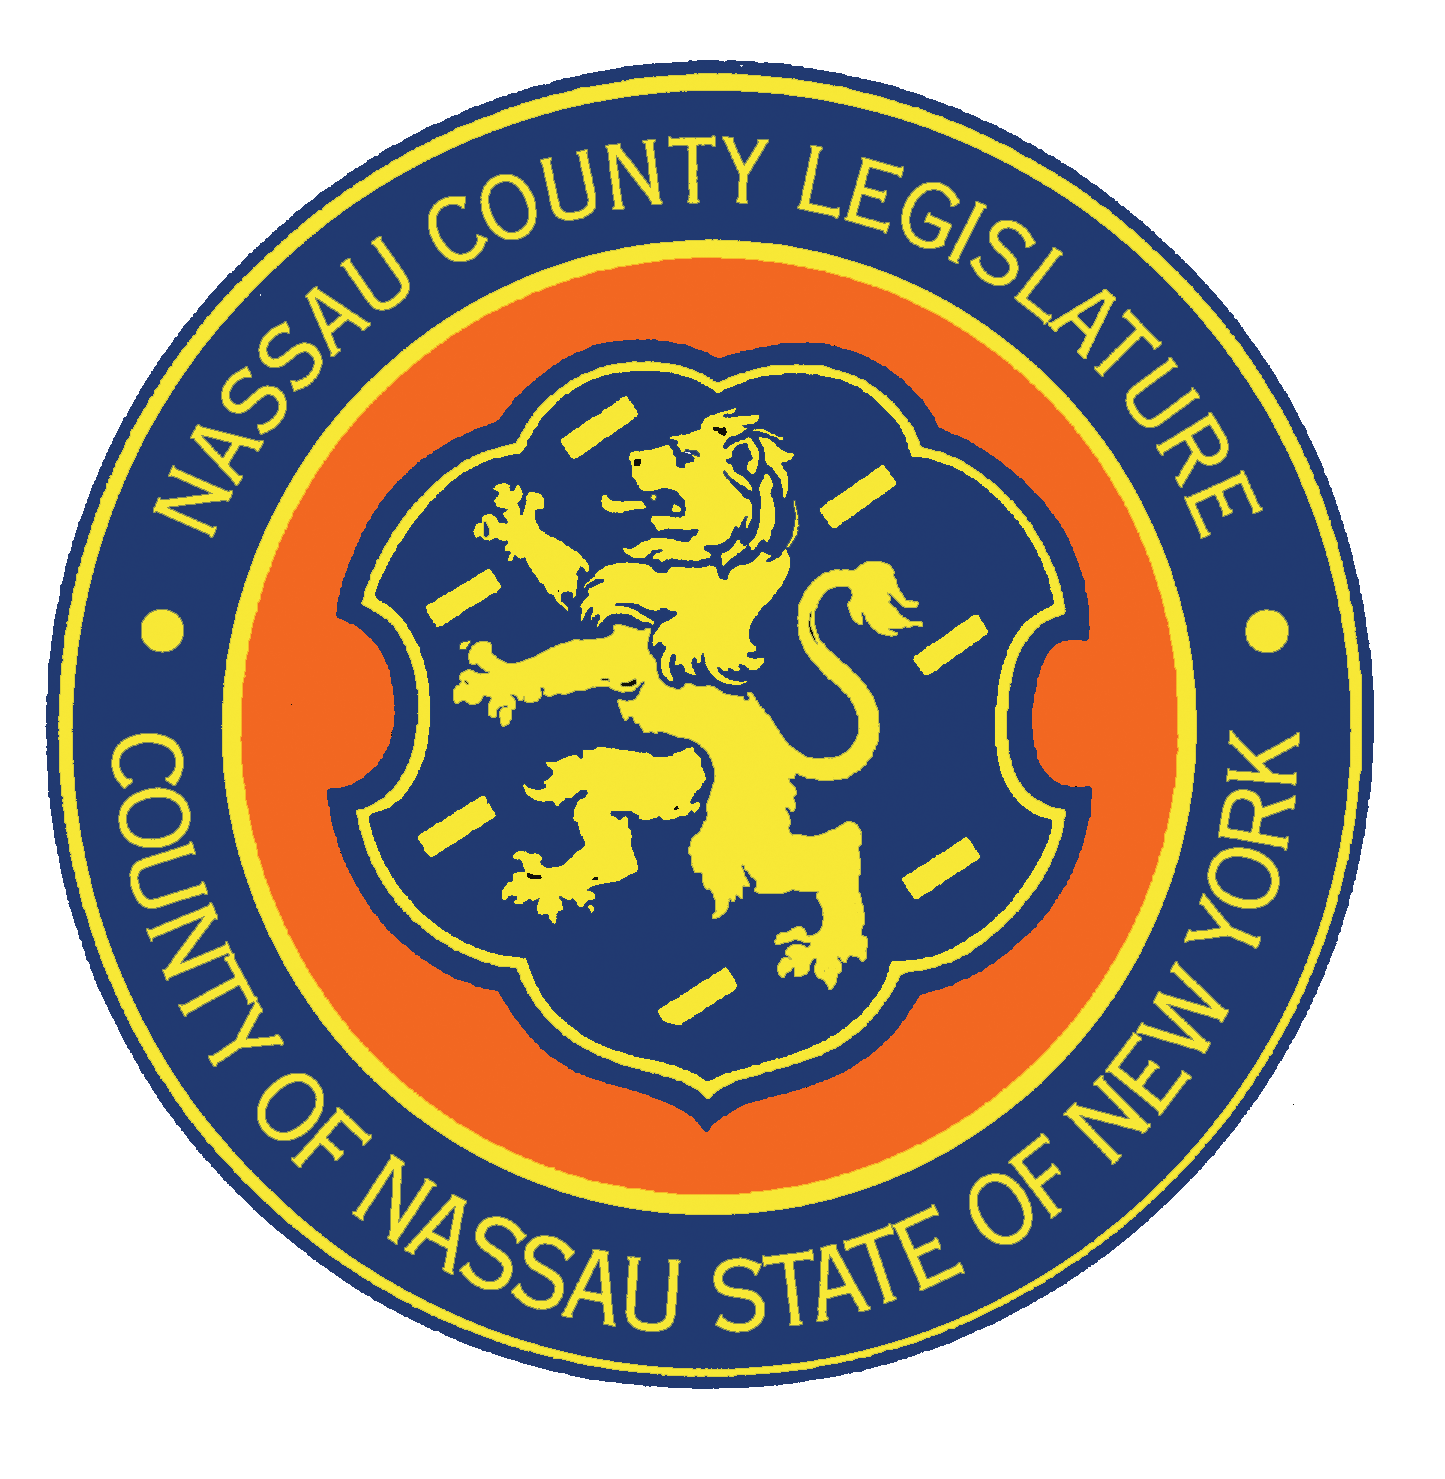 NASSAU COUNTY LEGISLATURE
COUNTY OF NASSAU STATE OF NEW YORK